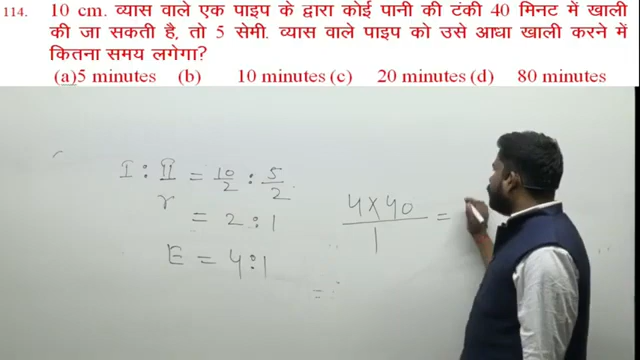 114. 10 cm. व्यास वाले एक पाइप के द्वारा कोई पानी की टंकी 40 मिनट में खाली
की जा सकती है, तो 5 सेमी. व्यास वाले पाइप को उसे आधा खाली करने में
कितना समय लगेगा?
(a)5 minutes (b) 10 minutes (c) 20 minutes (d) 80 minutes
I : II = 10/2 : 5/2
r = 2 : 1
E = 4 : 1
4 × 40 / 1 =
=